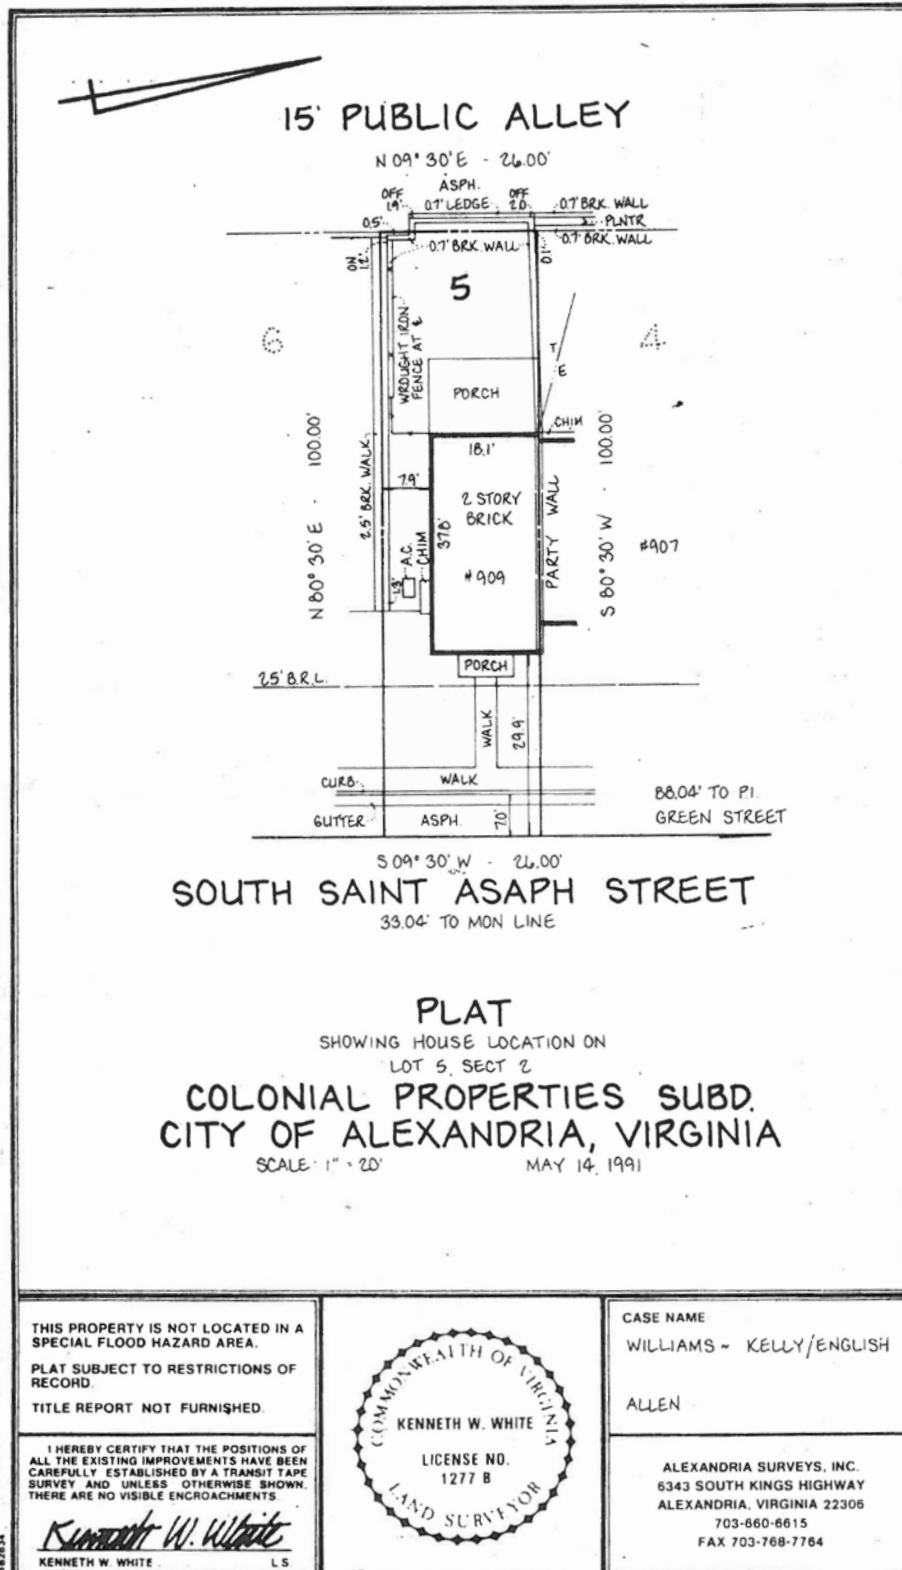 15' PUBLIC ALLEY
N 09° 30' E - 26.00'
ASPH.
OFF
1.9'
0.7' LEDGE
OFF
2.0'
0.7' BRK. WALL
PLNTR
0.7' BRK. WALL
0.5'
ON
1.2'
0.7' BRK. WALL
0.1'
5
6
4
WROUGHT IRON
FENCE AT ℄
T
E
PORCH
CHIM
N 80° 30' E - 100.00'
2.5' BRK. WALK
7.9'
18.1'
2 STORY
BRICK
37.8'
#909
A.C.
CHIM
1.3'
PARTY WALL
S 80° 30' W - 100.00'
#907
PORCH
25' B.R.L.
WALK
29.9'
CURB
WALK
GUTTER
ASPH.
7.0'
88.04' TO P.I.
GREEN STREET
S 09° 30' W - 26.00'
SOUTH SAINT ASAPH STREET
33.04' TO MON LINE
PLAT
SHOWING HOUSE LOCATION ON
LOT 5, SECT 2
COLONIAL PROPERTIES SUBD.
CITY OF ALEXANDRIA, VIRGINIA
SCALE: 1" = 20'
MAY 14, 1991
THIS PROPERTY IS NOT LOCATED IN A
SPECIAL FLOOD HAZARD AREA.
PLAT SUBJECT TO RESTRICTIONS OF
RECORD.
TITLE REPORT NOT FURNISHED.
I HEREBY CERTIFY THAT THE POSITIONS OF
ALL THE EXISTING IMPROVEMENTS HAVE BEEN
CAREFULLY ESTABLISHED BY A TRANSIT TAPE
SURVEY AND UNLESS OTHERWISE SHOWN,
THERE ARE NO VISIBLE ENCROACHMENTS.
Kenneth W. White
KENNETH W. WHITE L S
COMMONWEALTH OF VIRGINIA
KENNETH W. WHITE
LICENSE NO.
1277 B
LAND SURVEYOR
CASE NAME
WILLIAMS ~ KELLY/ENGLISH
ALLEN
ALEXANDRIA SURVEYS, INC.
6343 SOUTH KINGS HIGHWAY
ALEXANDRIA, VIRGINIA 22306
703-660-6615
FAX 703-768-7764